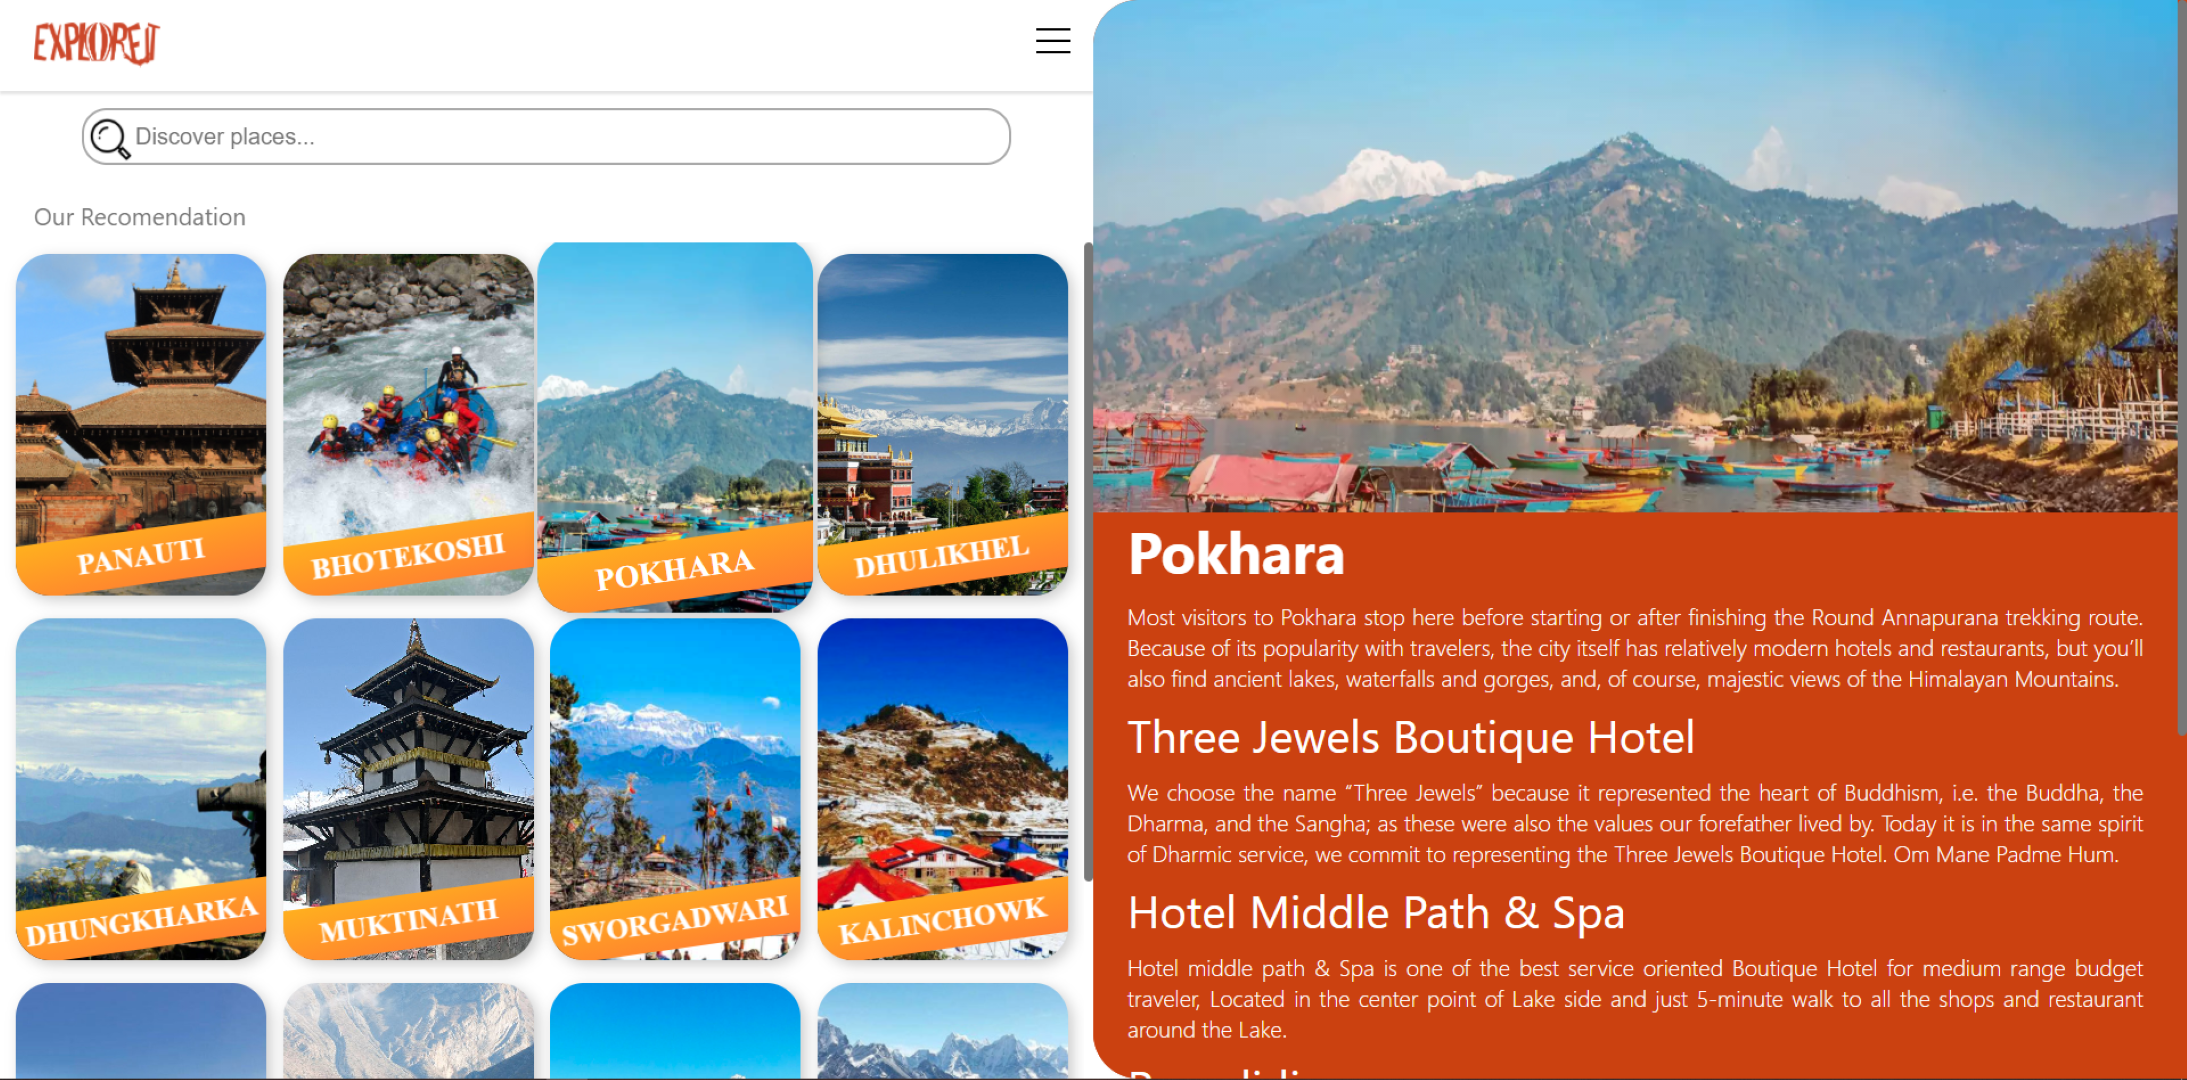 EXPLOREIT
Discover places...
Our Recomendation
PANAUTI
BHOTEKOSHI
POKHARA
DHULIKHEL
DHUNGKHARKA
MUKTINATH
SWORGADWARI
KALINCHOWK
Pokhara
Most visitors to Pokhara stop here before starting or after finishing the Round Annapurana trekking route.
Because of its popularity with travelers, the city itself has relatively modern hotels and restaurants, but you’ll
also find ancient lakes, waterfalls and gorges, and, of course, majestic views of the Himalayan Mountains.
Three Jewels Boutique Hotel
We choose the name “Three Jewels” because it represented the heart of Buddhism, i.e. the Buddha, the
Dharma, and the Sangha; as these were also the values our forefather lived by. Today it is in the same spirit
of Dharmic service, we commit to representing the Three Jewels Boutique Hotel. Om Mane Padme Hum.
Hotel Middle Path & Spa
Hotel middle path & Spa is one of the best service oriented Boutique Hotel for medium range budget
traveler, Located in the center point of Lake side and just 5-minute walk to all the shops and restaurant
around the Lake.